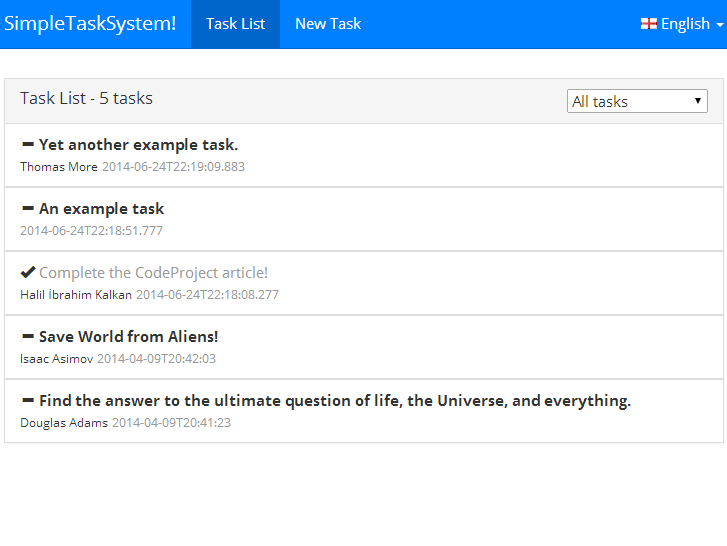 SimpleTaskSystem! Task List New Task English
Task List - 5 tasks All tasks
Yet another example task.
Thomas More 2014-06-24T22:19:09.883
An example task
2014-06-24T22:18:51.777
Complete the CodeProject article!
Halil İbrahim Kalkan 2014-06-24T22:18:08.277
Save World from Aliens!
Isaac Asimov 2014-04-09T20:42:03
Find the answer to the ultimate question of life, the Universe, and everything.
Douglas Adams 2014-04-09T20:41:23